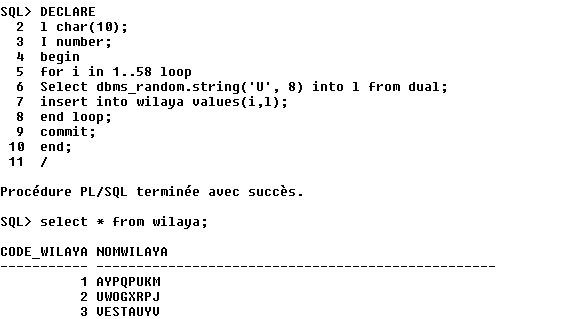 SQL> DECLARE
2 l char(10);
3 I number;
4 begin
5 for i in 1..58 loop
6 Select dbms_random.string('U', 8) into l from dual;
7 insert into wilaya values(i,l);
8 end loop;
9 commit;
10 end;
11 /
Procédure PL/SQL terminée avec succès.
SQL> select * from wilaya;
CODE_WILAYA NOMWILAYA
----------- --------------------------------------------------
1 AYPQPUKM
2 UWOGXRPJ
3 VESTAUYV